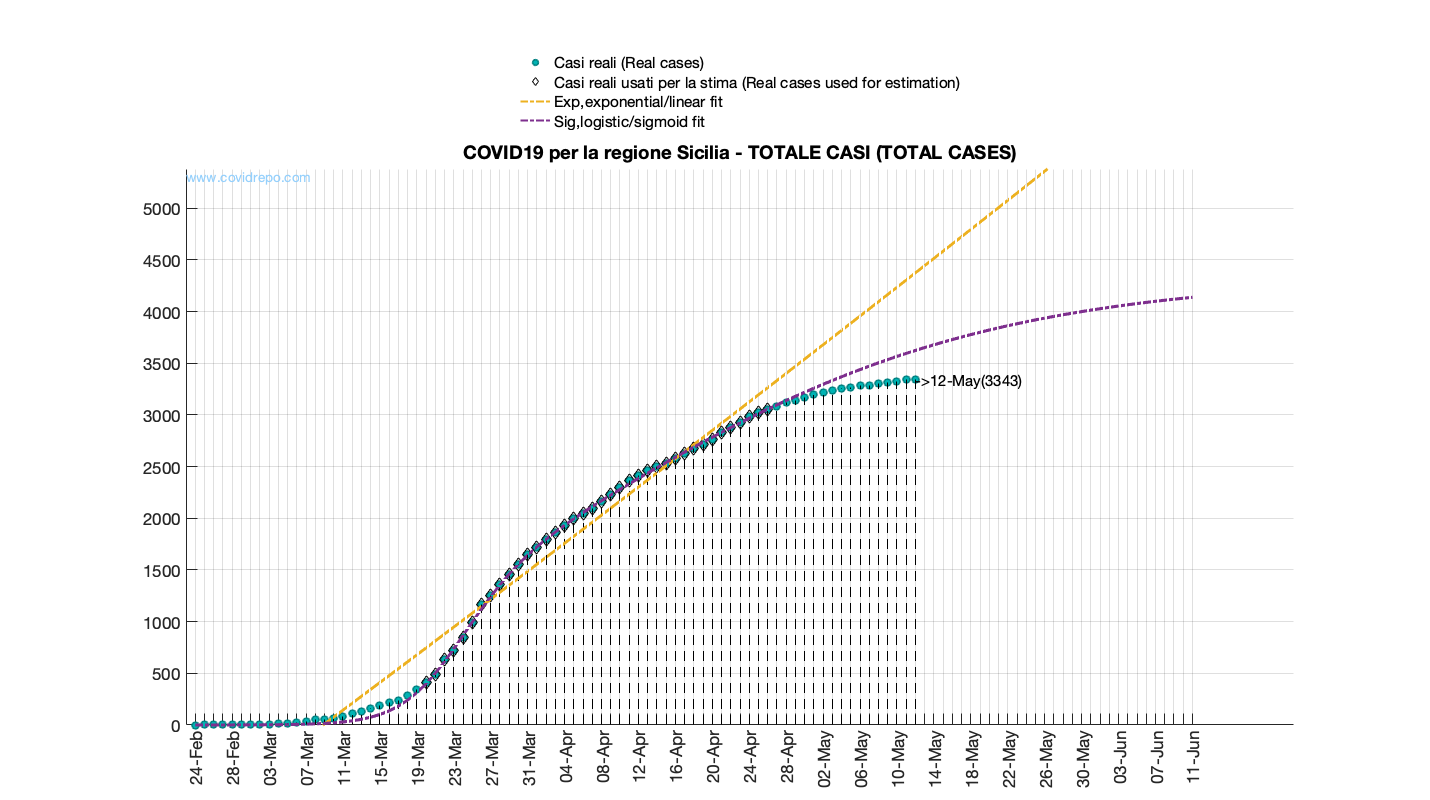 Casi reali (Real cases)
Casi reali usati per la stima (Real cases used for estimation)
Exp,exponential/linear fit
Sig,logistic/sigmoid fit
COVID19 per la regione Sicilia - TOTALE CASI (TOTAL CASES)
www.covidrepo.com
5000
4500
4000
3500
3000
2500
2000
1500
1000
500
0
->12-May(3343)
24-Feb
28-Feb
03-Mar
07-Mar
11-Mar
15-Mar
19-Mar
23-Mar
27-Mar
31-Mar
04-Apr
08-Apr
12-Apr
16-Apr
20-Apr
24-Apr
28-Apr
02-May
06-May
10-May
14-May
18-May
22-May
26-May
30-May
03-Jun
07-Jun
11-Jun